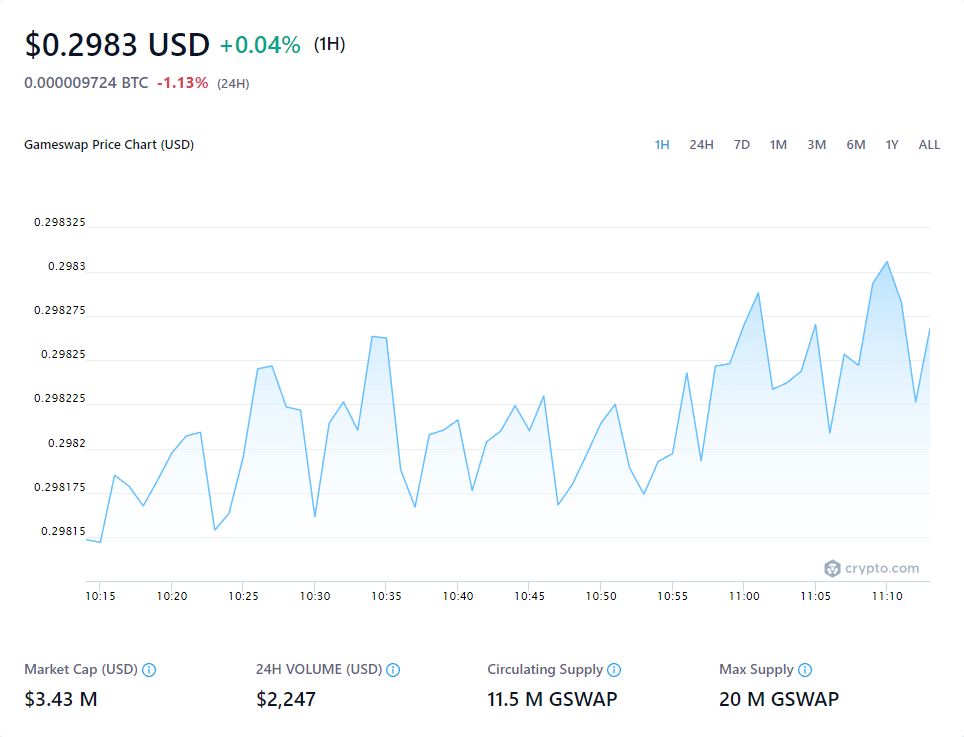 $0.2983 USD +0.04% (1H)
0.000009724 BTC -1.13% (24H)
Gameswap Price Chart (USD) 1H 24H 7D 1M 3M 6M 1Y ALL
0.298325
0.2983
0.298275
0.29825
0.298225
0.2982
0.298175
0.29815
crypto.com
10:15 10:20 10:25 10:30 10:35 10:40 10:45 10:50 10:55 11:00 11:05 11:10
Market Cap (USD) 24H VOLUME (USD) Circulating Supply Max Supply
$3.43 M $2,247 11.5 M GSWAP 20 M GSWAP